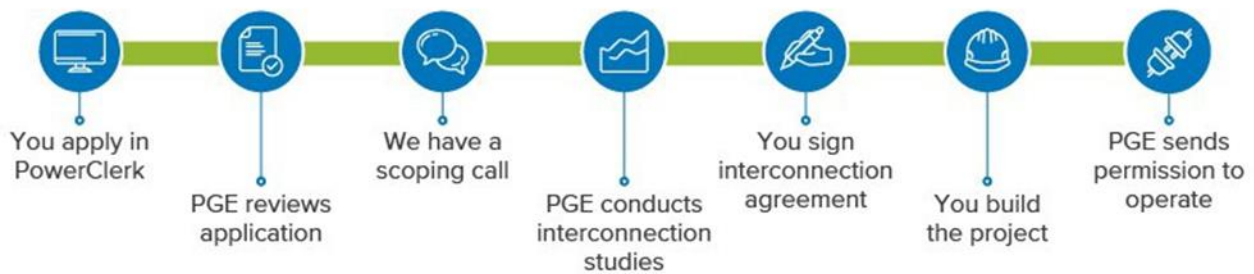 You apply in
PowerClerk
PGE reviews
application
We have a
scoping call
PGE conducts
interconnection
studies
You sign
interconnection
agreement
You build
the project
PGE sends
permission to
operate